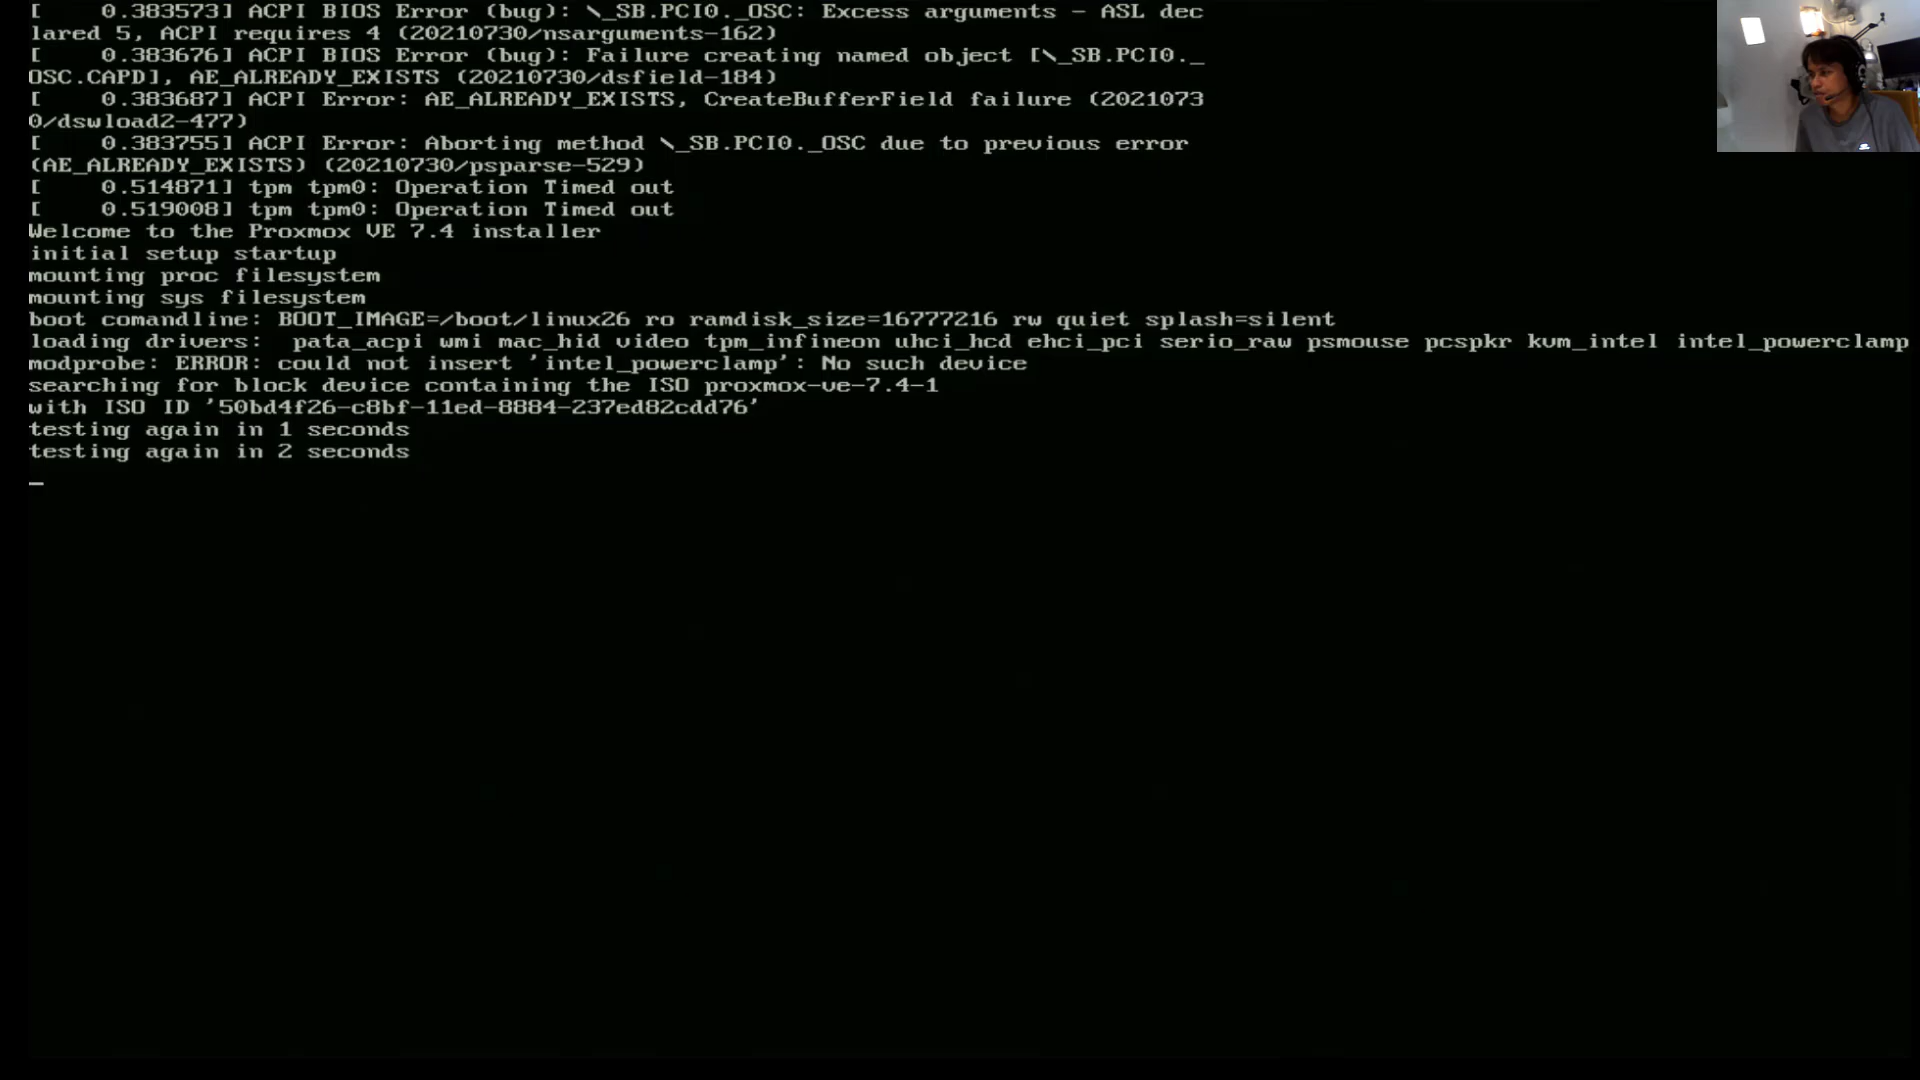 [    0.383573] ACPI BIOS Error (bug): \_SB.PCI0._OSC: Excess arguments - ASL dec
lared 5, ACPI requires 4 (20210730/nsarguments-162)
[    0.383676] ACPI BIOS Error (bug): Failure creating named object [\_SB.PCI0._
OSC.CAPD], AE_ALREADY_EXISTS (20210730/dsfield-184)
[    0.383687] ACPI Error: AE_ALREADY_EXISTS, CreateBufferField failure (2021073
0/dswload2-477)
[    0.383755] ACPI Error: Aborting method \_SB.PCI0._OSC due to previous error
(AE_ALREADY_EXISTS) (20210730/psparse-529)
[    0.514871] tpm tpm0: Operation Timed out
[    0.519008] tpm tpm0: Operation Timed out
Welcome to the Proxmox VE 7.4 installer
initial setup startup
mounting proc filesystem
mounting sys filesystem
boot comandline: BOOT_IMAGE=/boot/linux26 ro ramdisk_size=16777216 rw quiet splash=silent
loading drivers:  pata_acpi wmi mac_hid video tpm_infineon uhci_hcd ehci_pci serio_raw psmouse pcspkr kvm_intel intel_powerclamp
modprobe: ERROR: could not insert 'intel_powerclamp': No such device
searching for block device containing the ISO proxmox-ve-7.4-1
with ISO ID '50bd4f26-c8bf-11ed-8884-237ed82cdd76'
testing again in 1 seconds
testing again in 2 seconds
_